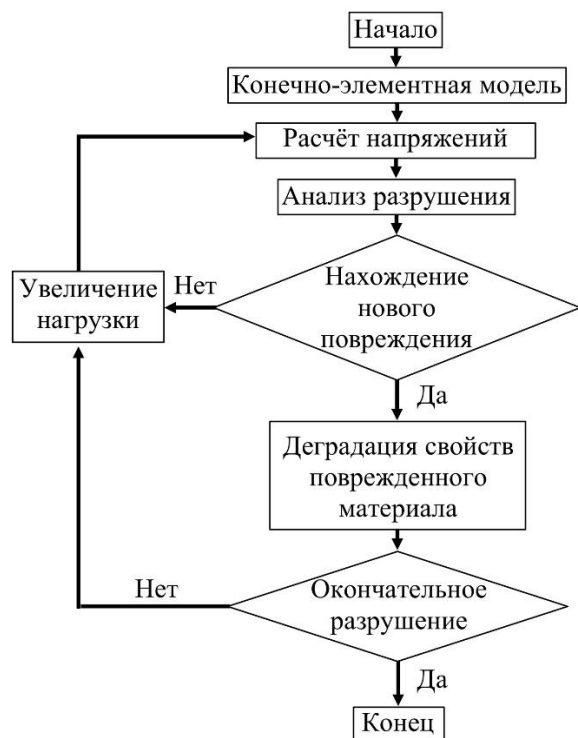 Начало
Конечно-элементная модель
Расчёт напряжений
Анализ разрушения
Нахождение
нового
повреждения
Нет
Увеличение
нагрузки
Да
Деградация свойств
поврежденного
материала
Окончательное
разрушение
Нет
Да
Конец